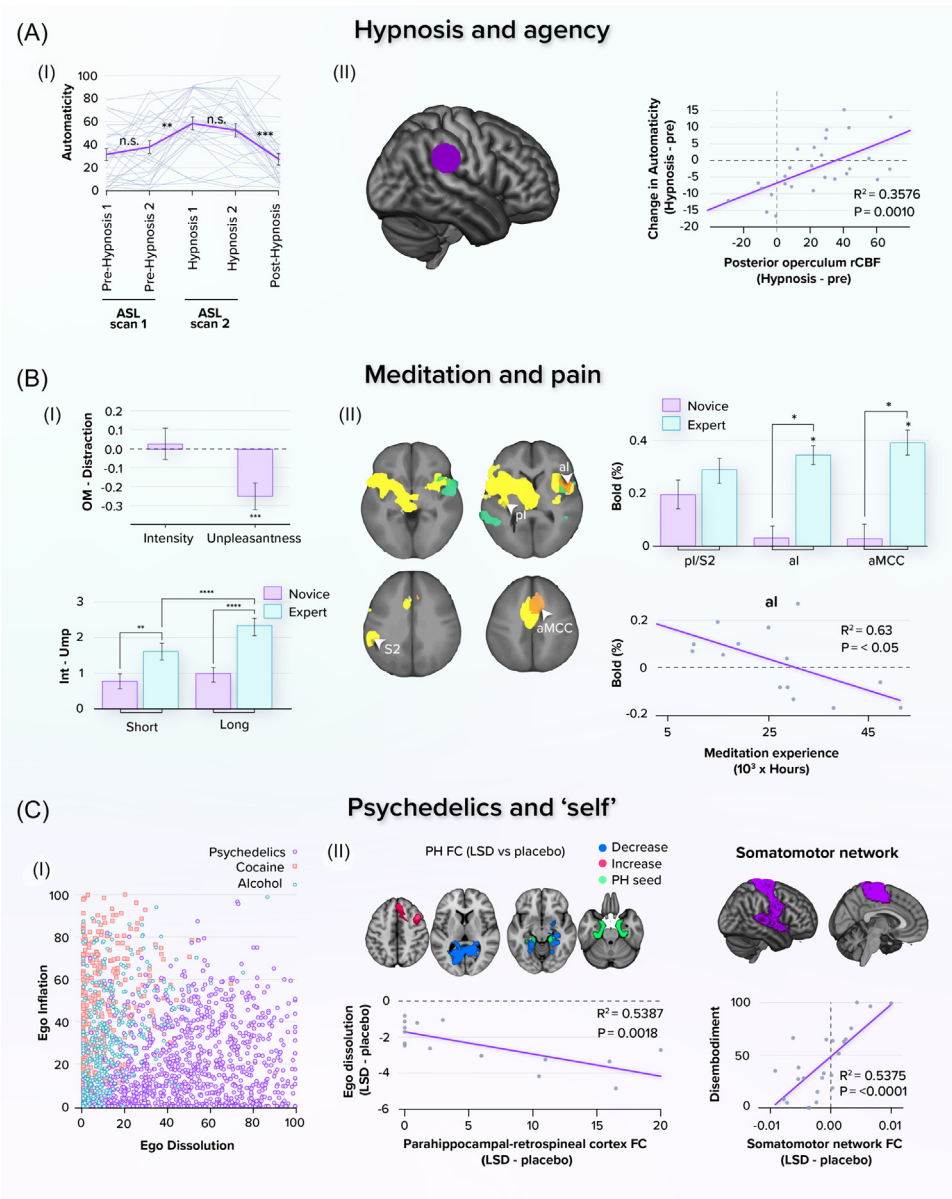 (A)
Hypnosis and agency
(I)
Automaticity
100
80
60
40
20
0
n.s.
**
n.s.
***
Pre-Hypnosis 1
Pre-Hypnosis 2
Hypnosis 1
Hypnosis 2
Post-Hypnosis
ASL
scan 1
ASL
scan 2
(II)
Change in Automaticity
(Hypnosis - pre)
15
10
5
0
-5
-10
-15
-20
R² = 0.3576
P = 0.0010
-20
0
20
40
60
Posterior operculum rCBF
(Hypnosis - pre)
(B)
Meditation and pain
(I)
OM - Distraction
0.2
0.1
0.0
-0.1
-0.2
-0.3
***
Intensity
Unpleasantness
Int - Ump
3
2
1
0
**
****
****
Novice
Expert
Short
Long
(II)
pI
aI
S2
aMCC
Novice
Expert
Bold (%)
0.4
0.2
0
*
*
*
*
pI/S2
aI
aMCC
aI
Bold (%)
0.2
0
-0.2
R² = 0.63
P = < 0.05
5
25
45
Meditation experience
(10³ x Hours)
(C)
Psychedelics and ‘self’
(I)
Psychedelics
Cocaine
Alcohol
Ego Inflation
100
80
60
40
20
0
0
20
40
60
80
100
Ego Dissolution
(II)
PH FC (LSD vs placebo)
Decrease
Increase
PH seed
Ego dissolution
(LSD - placebo)
0
-2
-4
-6
R² = 0.5387
P = 0.0018
0
5
10
15
20
Parahippocampal-retrospineal cortex FC
(LSD - placebo)
Somatomotor network
Disembodiment
100
50
0
R² = 0.5375
P = <0.0001
-0.01
0.00
0.01
Somatomotor network FC
(LSD - placebo)